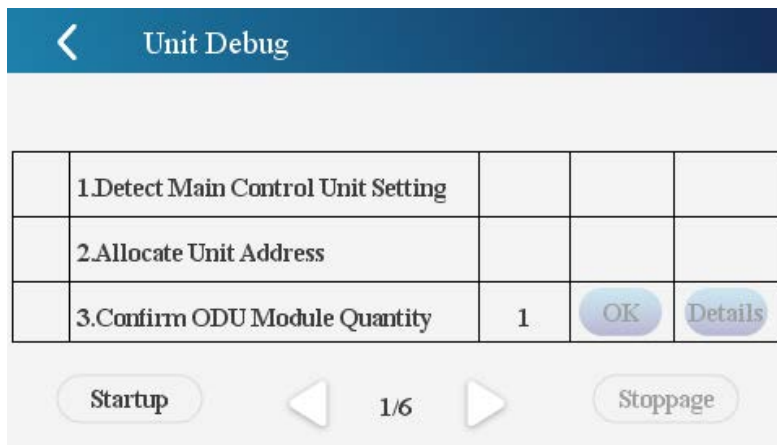 Unit Debug
1.Detect Main Control Unit Setting
2.Allocate Unit Address
3.Confirm ODU Module Quantity 1 OK Details
Startup 1/6 Stoppage